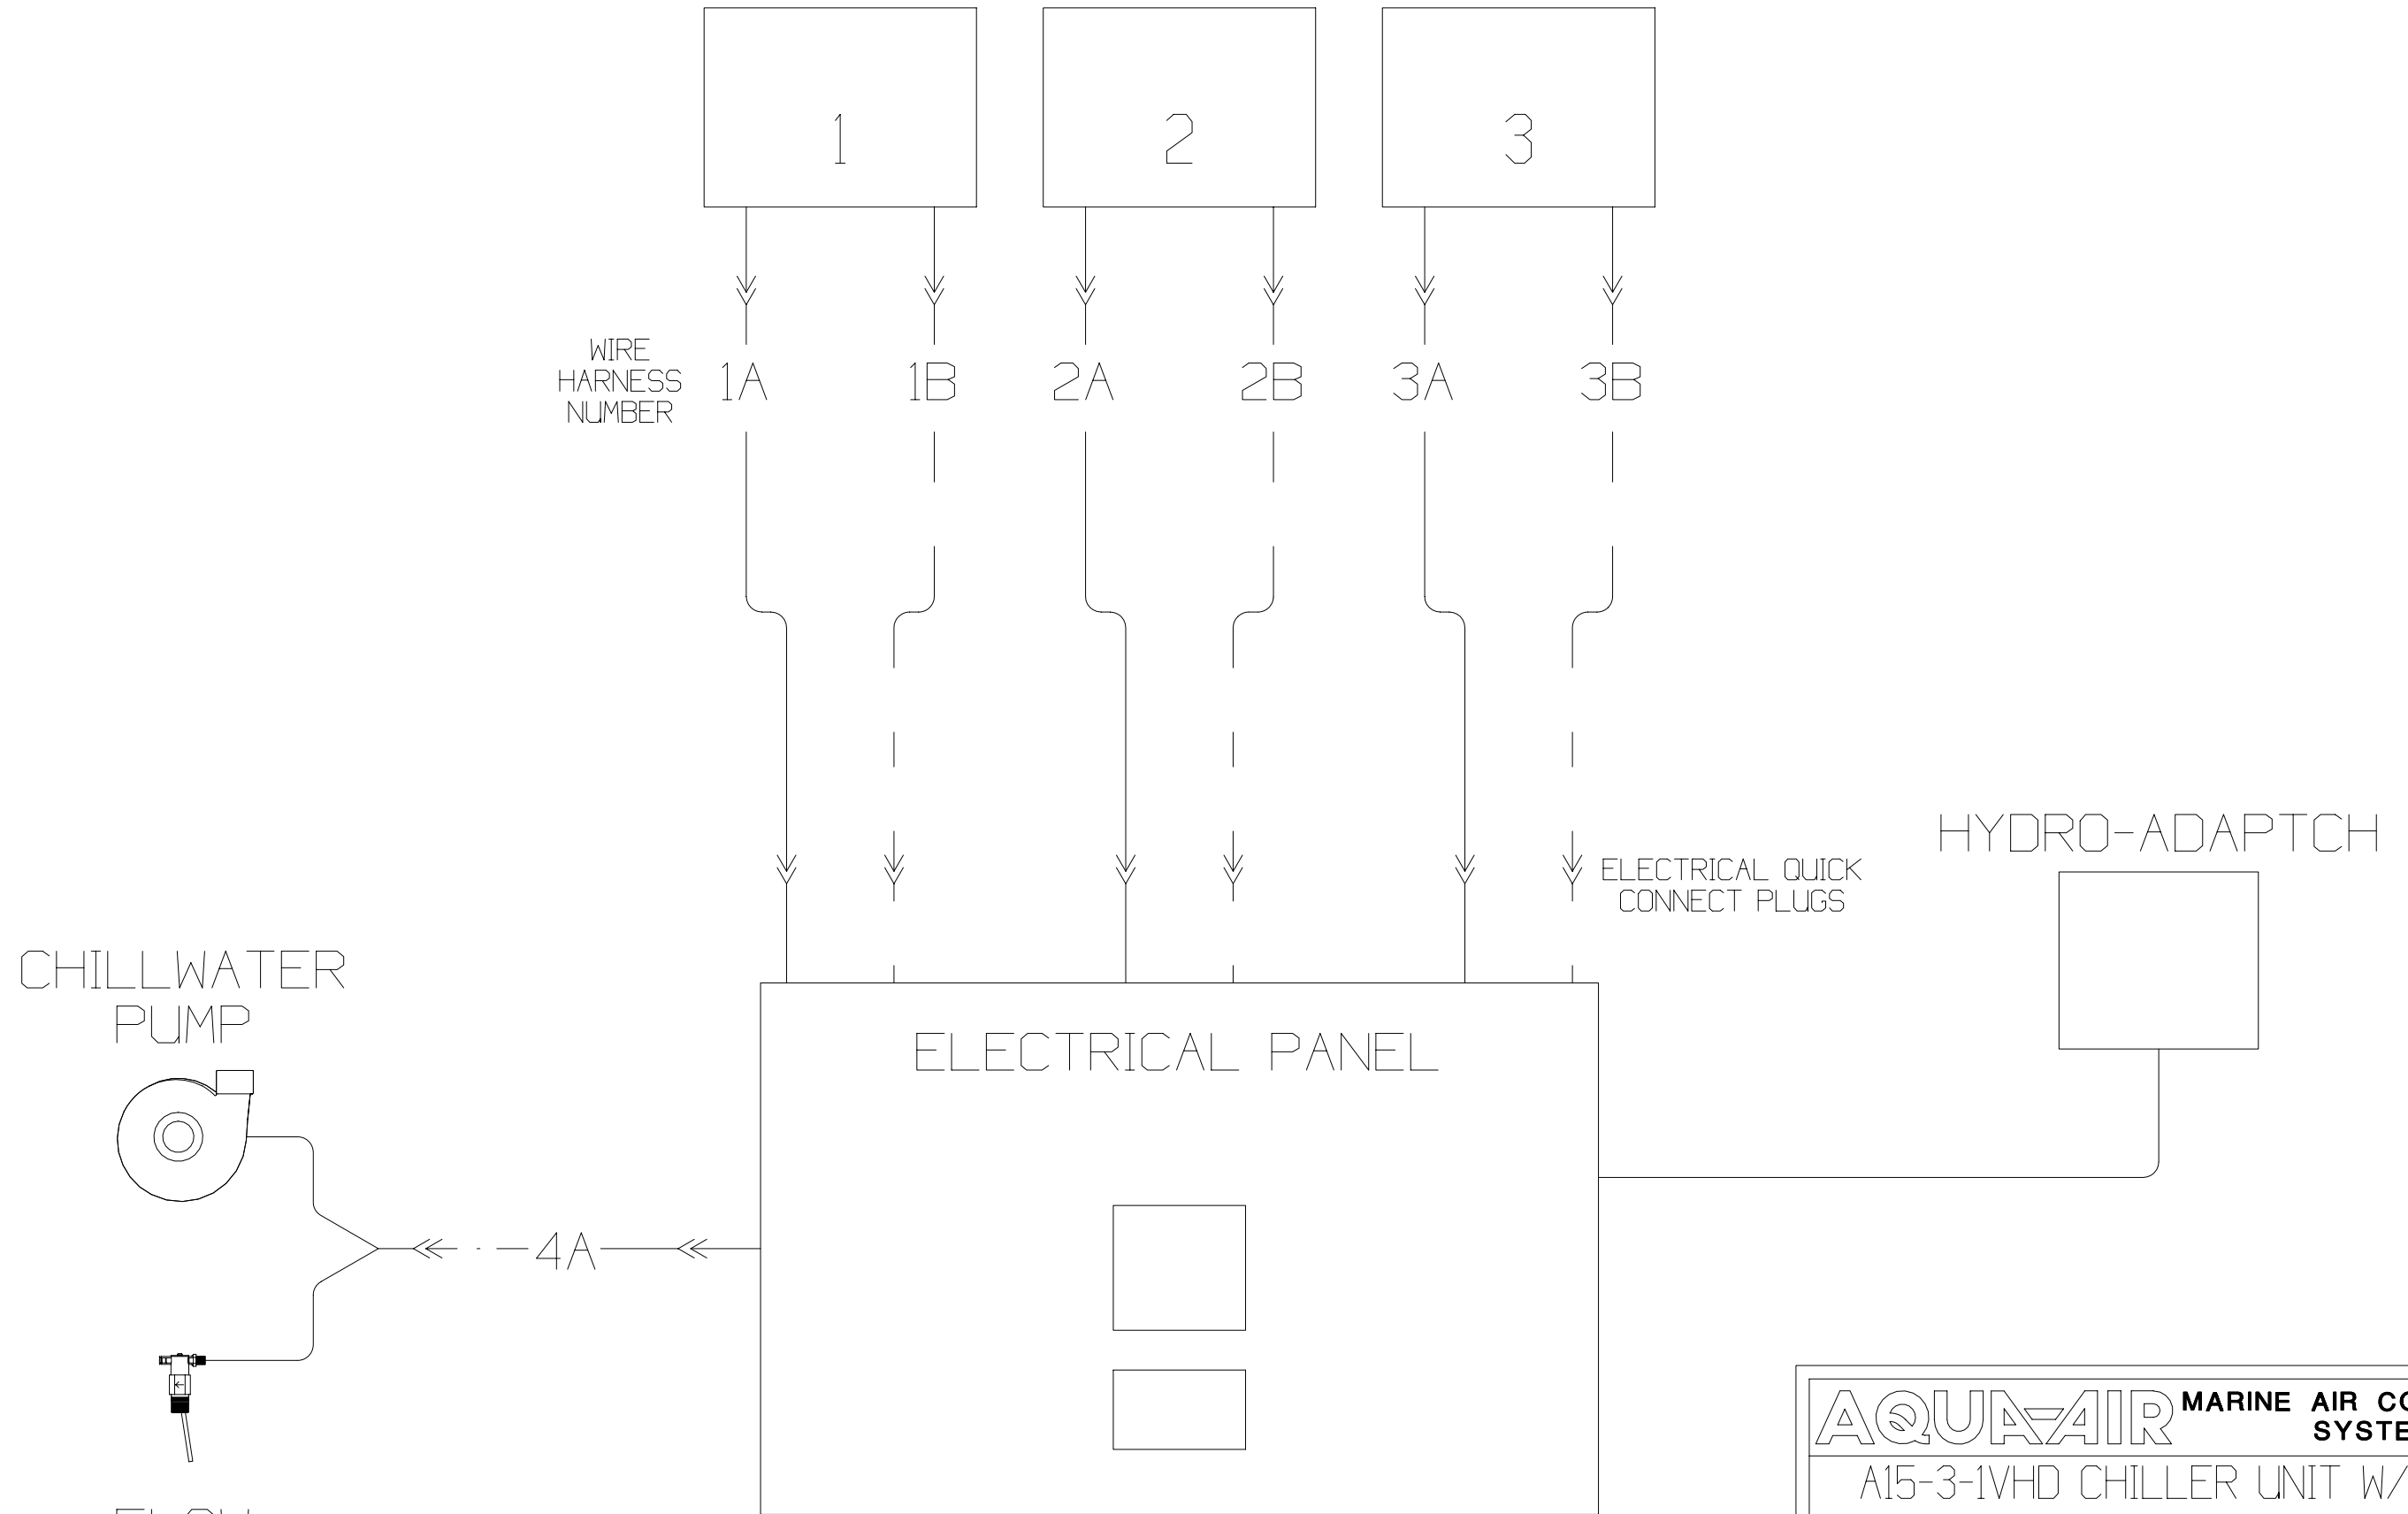 1
2
3
WIRE
HARNESS
NUMBER
1A
1B
2A
2B
3A
3B
ELECTRICAL QUICK
CONNECT PLUGS
HYDRO-ADAPTCH
CHILLWATER
PUMP
ELECTRICAL PANEL
4A
AQUA-AIR
MARINE AIR
A15-3-1VHD CHILLER UNIT W/